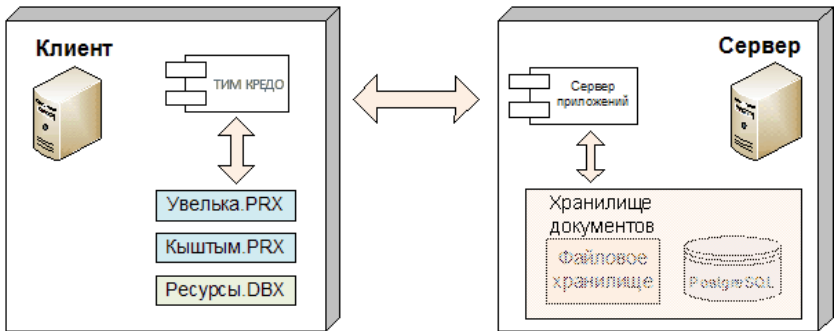 Клиент
ТИМ КРЕДО
Увелька.PRX
Кыштым.PRX
Ресурсы.DBX
Сервер
Сервер
приложений
Хранилище
документов
Файловое
хранилище
PostgreSQL